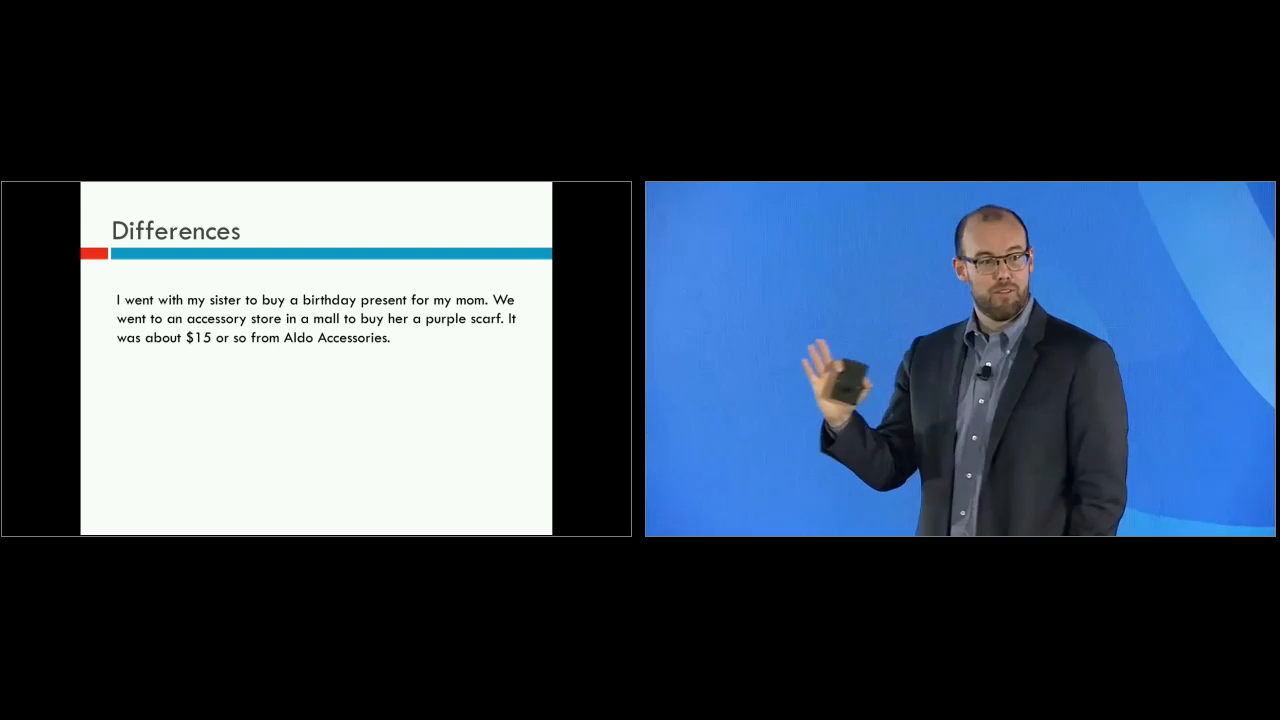 Differences
I went with my sister to buy a birthday present for my mom. We
went to an accessory store in a mall to buy her a purple scarf. It
was about $15 or so from Aldo Accessories.